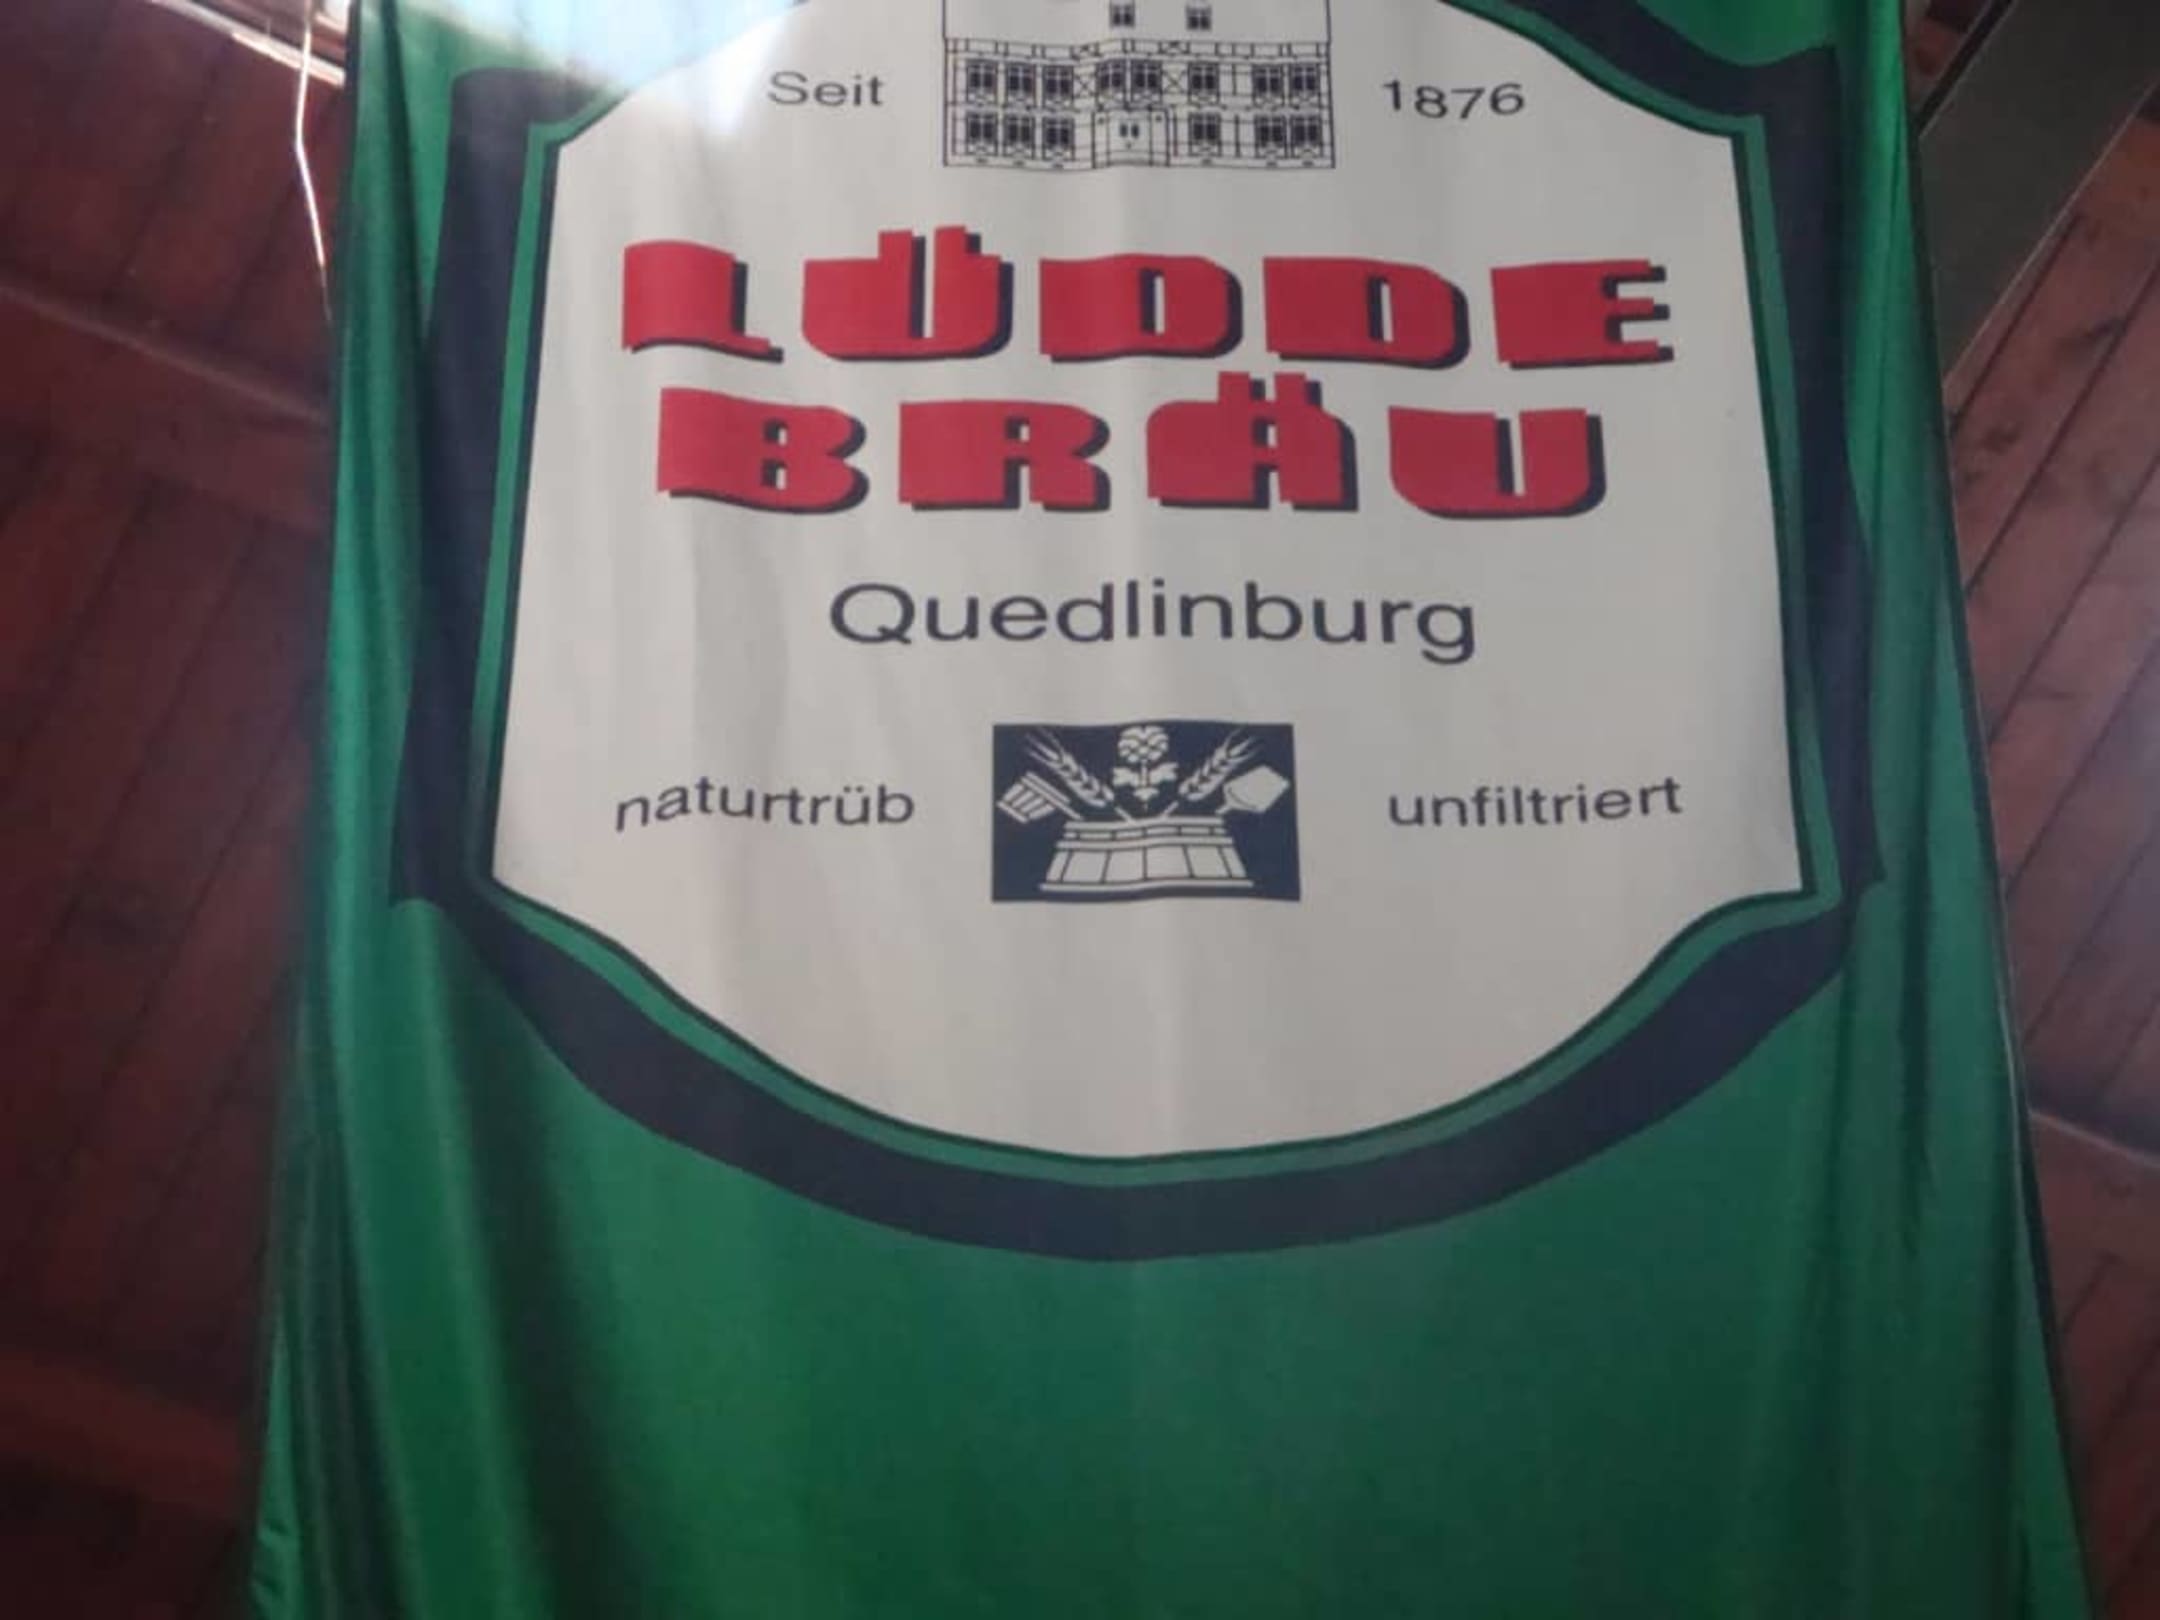 Seit 1876
LÜDDE
BRÄU
Quedlinburg
naturtrüb unfiltriert